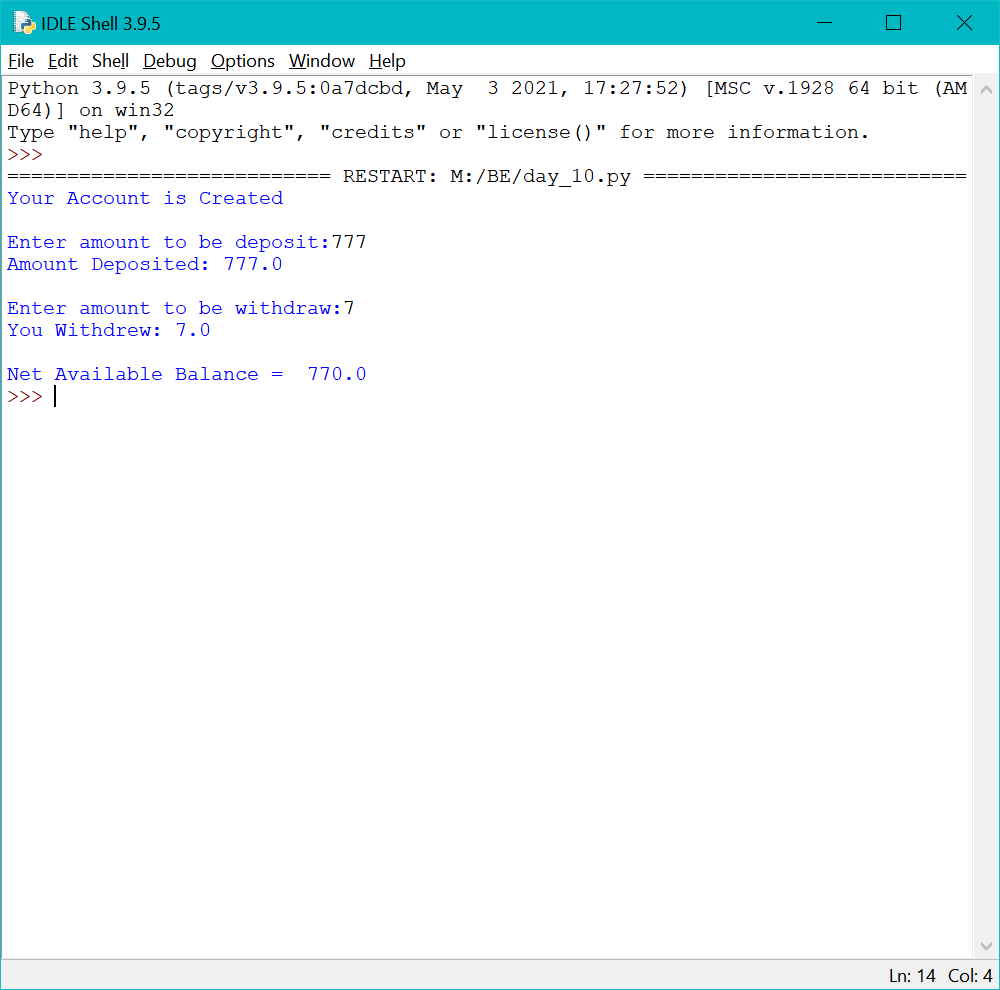 IDLE Shell 3.9.5
File Edit Shell Debug Options Window Help
Python 3.9.5 (tags/v3.9.5:0a7dcbd, May  3 2021, 17:27:52) [MSC v.1928 64 bit (AM
D64)] on win32
Type "help", "copyright", "credits" or "license()" for more information.
>>>
=========================== RESTART: M:/BE/day_10.py ===========================
Your Account is Created
Enter amount to be deposit:777
Amount Deposited: 777.0
Enter amount to be withdraw:7
You Withdrew: 7.0
Net Available Balance =  770.0
>>>
Ln: 14 Col: 4